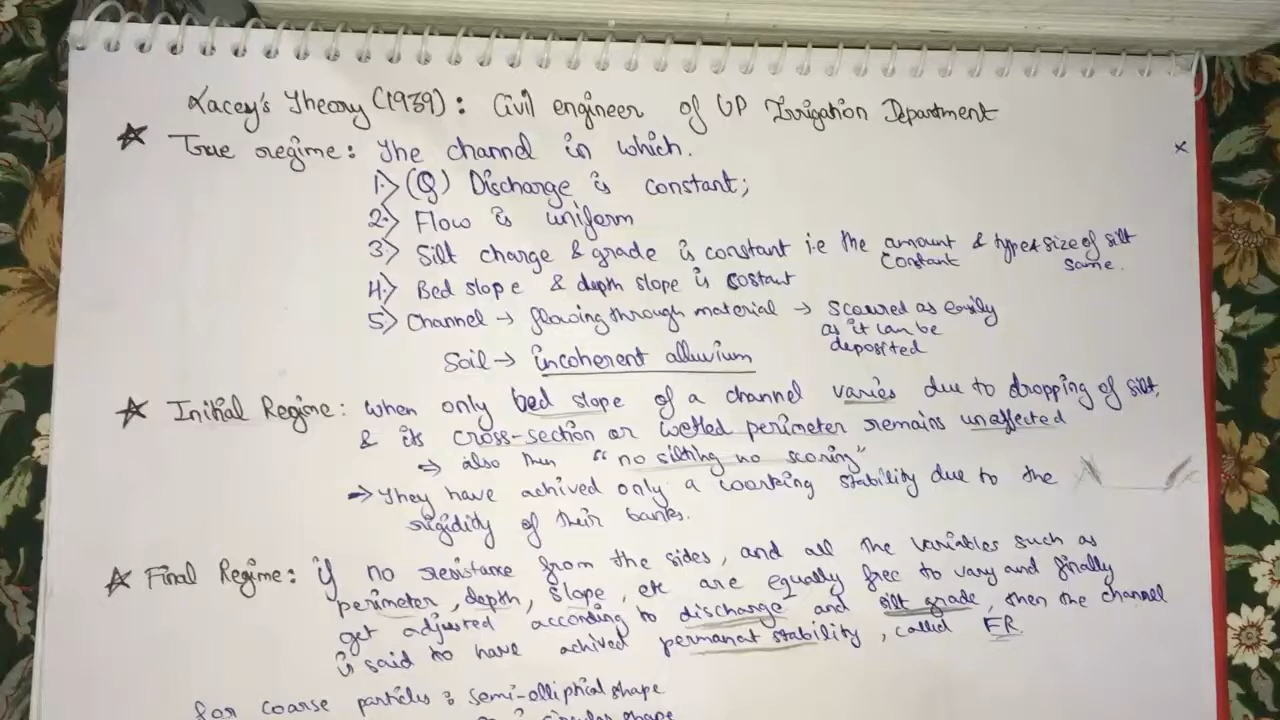 Lacey's Theory (1939): Civil engineer of UP Irrigation Department
True regime: The channel in which.
1.> (Q) Discharge is constant;
2.> Flow is uniform
3.> Silt charge & grade is constant i.e the amount & type & size of silt
constant same.
4.> Bed slope & depth slope is costant
5.> Channel → flowing through material → scoured as easily
as it can be
deposited
Soil → incoherent alluvium
Initial Regime: when only bed slope of a channel varies due to dropping of silt,
& its cross-section or wetted perimeter remains unaffected
⇒ also then "no silting no scoring"
→ They have achived only a working stability due to the
rigidity of their banks.
Final Regime: if no resistance from the sides, and all the variables such as
perimeter, depth, slope, etc are equally free to vary and finally
get adjusted according to discharge and silt grade, then the channel
is said to have achived permanat stability, called FR.
for coarse particles : semi-olliptical shape
circular shape